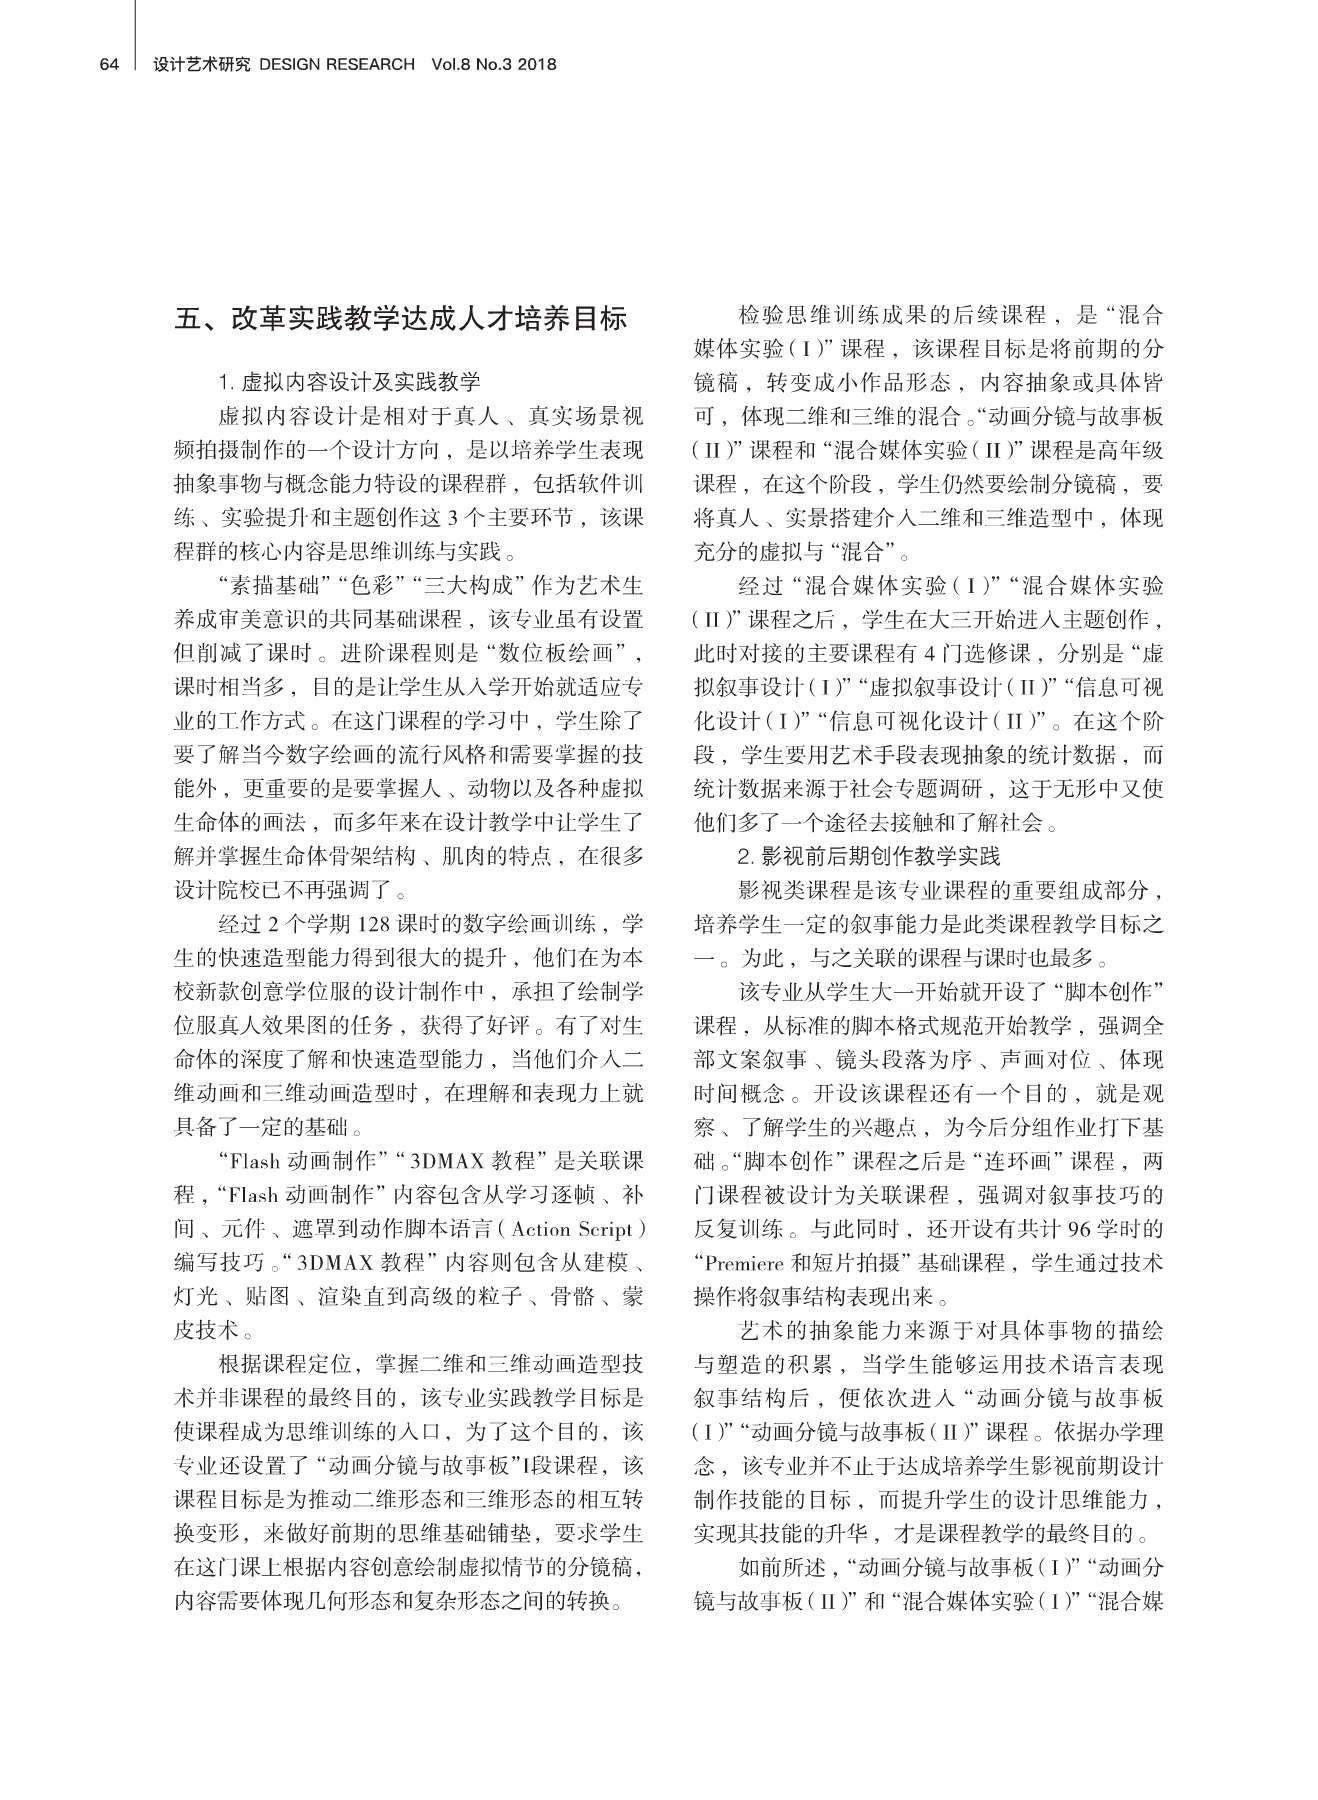 64 设计艺术研究 DESIGN RESEARCH Vol.8 No.3 2018
五、改革实践教学达成人才培养目标
1. 虚拟内容设计及实践教学
虚拟内容设计是相对于真人、真实场景视
频拍摄制作的一个设计方向，是以培养学生表现
抽象事物与概念能力特设的课程群，包括软件训
练、实验提升和主题创作这 3 个主要环节，该课
程群的核心内容是思维训练与实践。
“素描基础”“色彩”“三大构成”作为艺术生
养成审美意识的共同基础课程，该专业虽有设置
但削减了课时。进阶课程则是“数位板绘画”，
课时相当多，目的是让学生从入学开始就适应专
业的工作方式。在这门课程的学习中，学生除了
要了解当今数字绘画的流行风格和需要掌握的技
能外，更重要的是要掌握人、动物以及各种虚拟
生命体的画法，而多年来在设计教学中让学生了
解并掌握生命体骨架结构、肌肉的特点，在很多
设计院校已不再强调了。
经过 2 个学期 128 课时的数字绘画训练，学
生的快速造型能力得到很大的提升，他们在为本
校新款创意学位服的设计制作中，承担了绘制学
位服真人效果图的任务，获得了好评。有了对生
命体的深度了解和快速造型能力，当他们介入二
维动画和三维动画造型时，在理解和表现力上就
具备了一定的基础。
“Flash 动画制作”“3DMAX 教程”是关联课
程，“Flash 动画制作”内容包含从学习逐帧、补
间、元件、遮罩到动作脚本语言（Action Script）
编写技巧。“3DMAX 教程”内容则包含从建模、
灯光、贴图、渲染直到高级的粒子、骨骼、蒙
皮技术。
根据课程定位，掌握二维和三维动画造型技
术并非课程的最终目的，该专业实践教学目标是
使课程成为思维训练的入口，为了这个目的，该
专业还设置了“动画分镜与故事板”I段课程，该
课程目标是为推动二维形态和三维形态的相互转
换变形，来做好前期的思维基础铺垫，要求学生
在这门课上根据内容创意绘制虚拟情节的分镜稿，
内容需要体现几何形态和复杂形态之间的转换。
检验思维训练成果的后续课程，是“混合
媒体实验（I）”课程，该课程目标是将前期的分
镜稿，转变成小作品形态，内容抽象或具体皆
可，体现二维和三维的混合。“动画分镜与故事板
（II）”课程和“混合媒体实验（II）”课程是高年级
课程，在这个阶段，学生仍然要绘制分镜稿，要
将真人、实景搭建介入二维和三维造型中，体现
充分的虚拟与“混合”。
经过“混合媒体实验（I）”“混合媒体实验
（II）”课程之后，学生在大三开始进入主题创作，
此时对接的主要课程有 4 门选修课，分别是“虚
拟叙事设计（I）”“虚拟叙事设计（II）”“信息可视
化设计（I）”“信息可视化设计（II）”。在这个阶
段，学生要用艺术手段表现抽象的统计数据，而
统计数据来源于社会专题调研，这于无形中又使
他们多了一个途径去接触和了解社会。
2. 影视前后期创作教学实践
影视类课程是该专业课程的重要组成部分，
培养学生一定的叙事能力是此类课程教学目标之
一。为此，与之关联的课程与课时也最多。
该专业从学生大一开始就开设了“脚本创作”
课程，从标准的脚本格式规范开始教学，强调全
部文案叙事、镜头段落为序、声画对位、体现
时间概念。开设该课程还有一个目的，就是观
察、了解学生的兴趣点，为今后分组作业打下基
础。“脚本创作”课程之后是“连环画”课程，两
门课程被设计为关联课程，强调对叙事技巧的
反复训练。与此同时，还开设有共计 96 学时的
“Premiere 和短片拍摄”基础课程，学生通过技术
操作将叙事结构表现出来。
艺术的抽象能力来源于对具体事物的描绘
与塑造的积累，当学生能够运用技术语言表现
叙事结构后，便依次进入“动画分镜与故事板
（I）”“动画分镜与故事板（II）”课程。依据办学理
念，该专业并不止于达成培养学生影视前期设计
制作技能的目标，而提升学生的设计思维能力，
实现其技能的升华，才是课程教学的最终目的。
如前所述，“动画分镜与故事板（I）”“动画分
镜与故事板（II）”和“混合媒体实验（I）”“混合媒